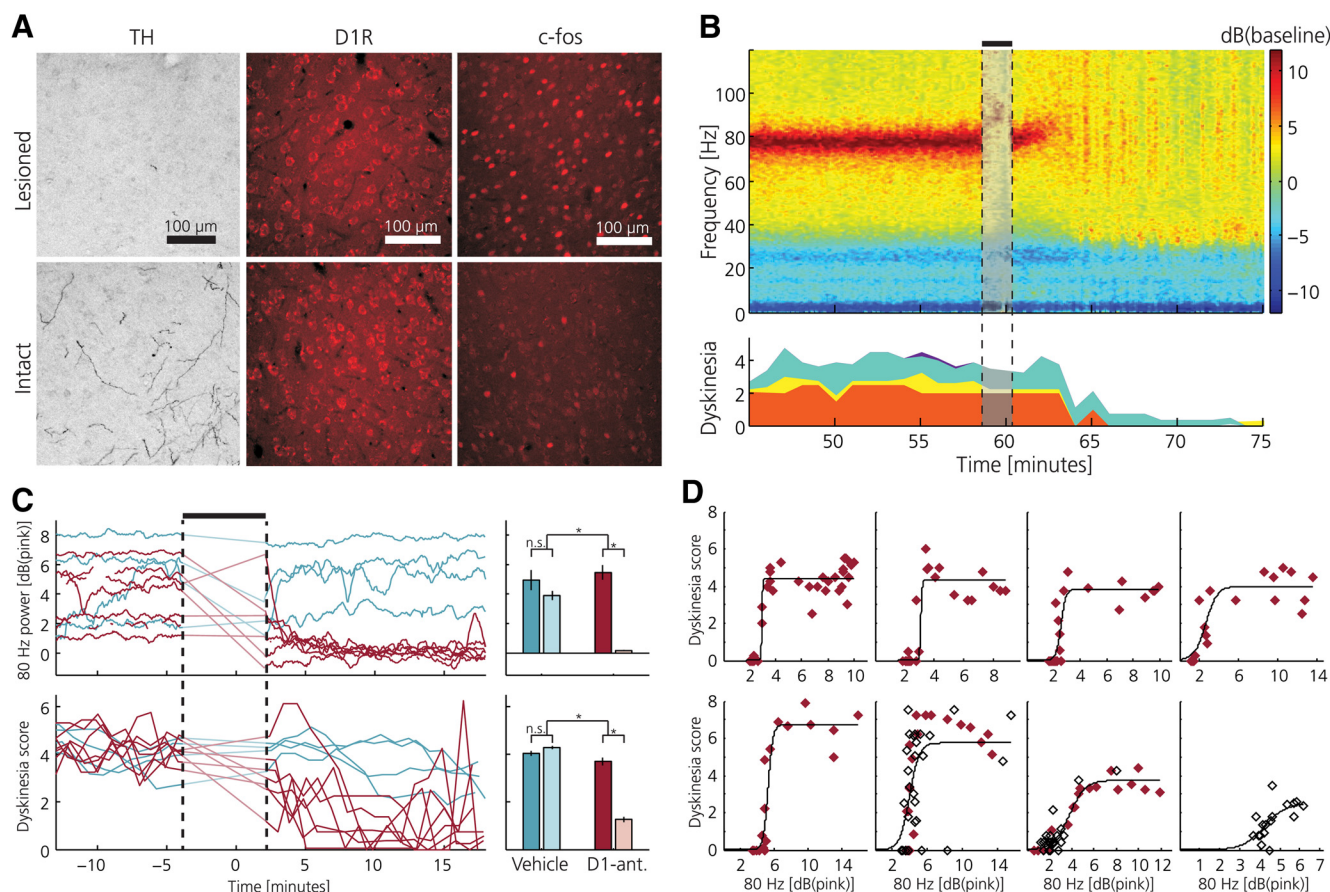 A
TH
D1R
c-fos
Lesioned
100 µm
100 µm
100 µm
Intact
B
dB(baseline)
Frequency [Hz]
100
80
60
40
20
0
10
5
0
−5
−10
Dyskinesia
4
2
0
50
55
60
65
70
75
Time [minutes]
C
80 Hz power [dB(pink)]
8
6
4
2
0
n.s.
*
*
Dyskinesia score
6
4
2
0
n.s.
*
*
−10
−5
0
5
10
15
Time [minutes]
Vehicle
D1-ant.
D
Dyskinesia score
8
6
4
2
0
2 4 6 8 10
2 4 6 8
2 4 6 8 10
2 6 10 14
Dyskinesia score
8
6
4
2
0
2 6 10 14
2 6 10 14
2 4 6 8 10 12
1 2 3 4 5 6 7
80 Hz [dB(pink)]
80 Hz [dB(pink)]
80 Hz [dB(pink)]
80 Hz [dB(pink)]